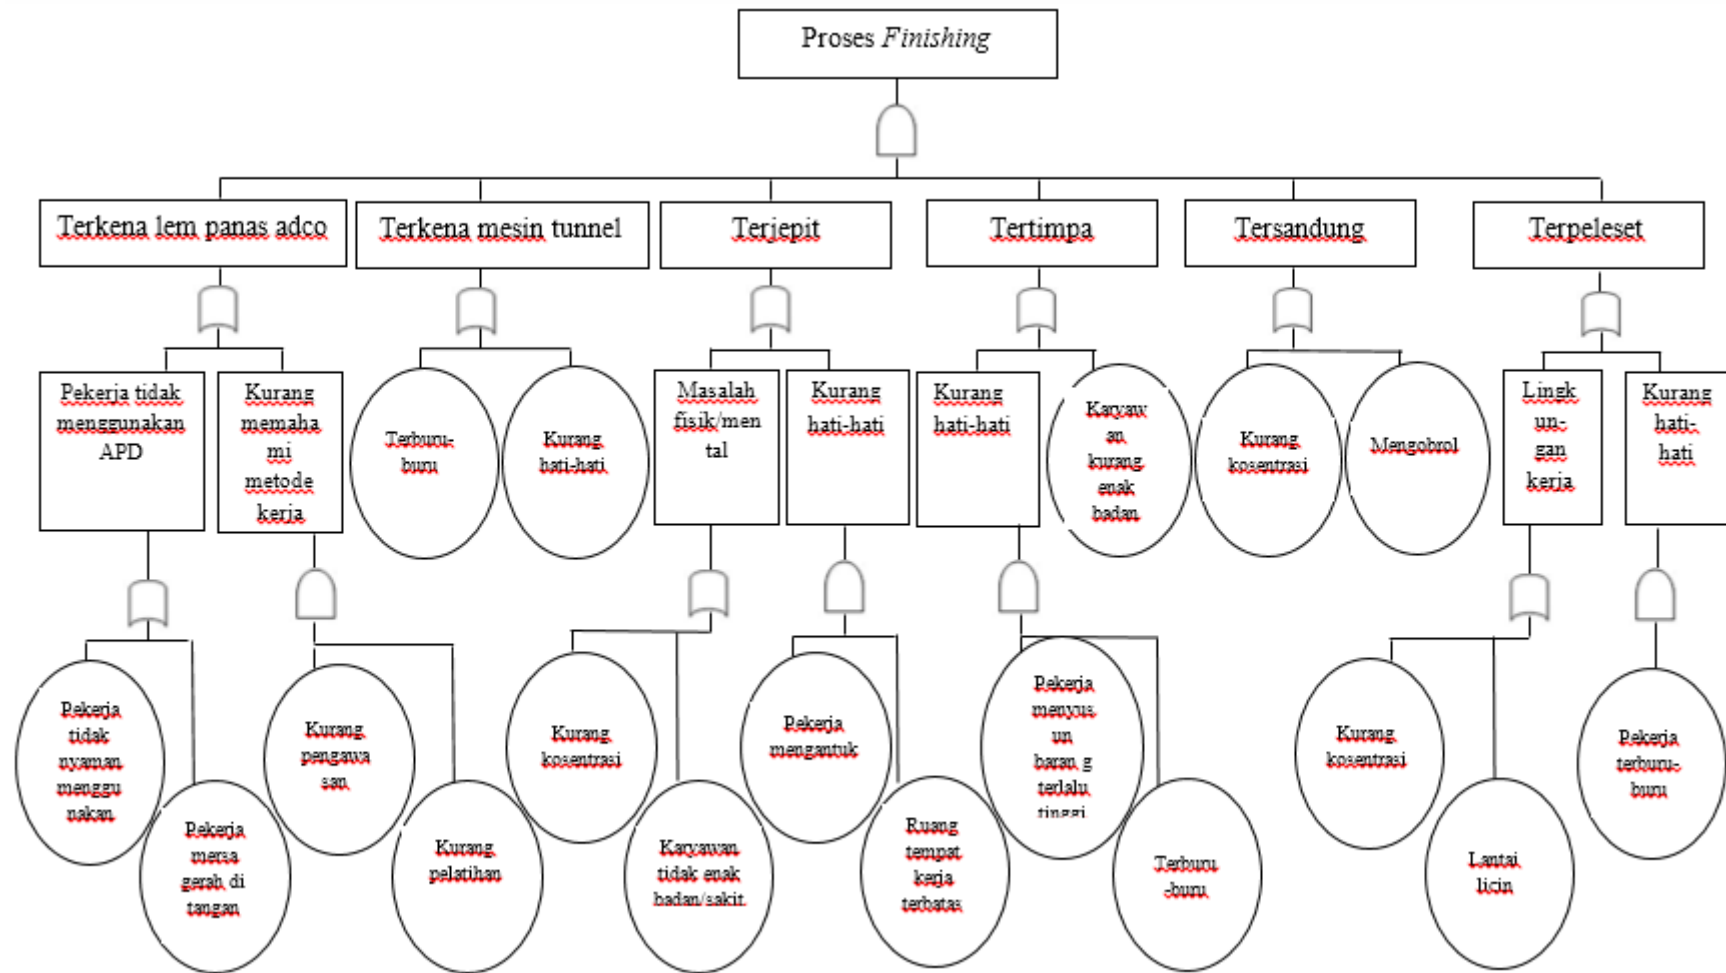 Proses Finishing
Terkena lem panas adco
Terkena mesin tunnel
Terjepit
Tertimpa
Tersandung
Terpeleset
Pekerja tidak
menggunakan
APD
Kurang
memaha
mi
metode
kerja
Terburu-
buru
Kurang
hati-hati
Masalah
fisik/men
tal
Kurang
hati-hati
Kurang
hati-hati
Karyaw
an
kurang
enak
badan
Kurang
kosentrasi
Mengobrol
Lingk
un-
gan
kerja
Kurang
hati-
hati
Pekerja
tidak
nyaman
menggu
nakan
Pekerja
mersa
gerah di
tangan
Kurang
pengawa
san
Kurang
pelatihan
Kurang
kosentrasi
Karyawan
tidak enak
badan/sakit
Pekerja
mengantuk
Ruang
tempat
kerja
terbatas
Pekerja
menyus
un
baran g
terlalu
tinggi
Terburu
-buru
Kurang
kosentrasi
Lantai
licin
Pekerja
terburu-
buru